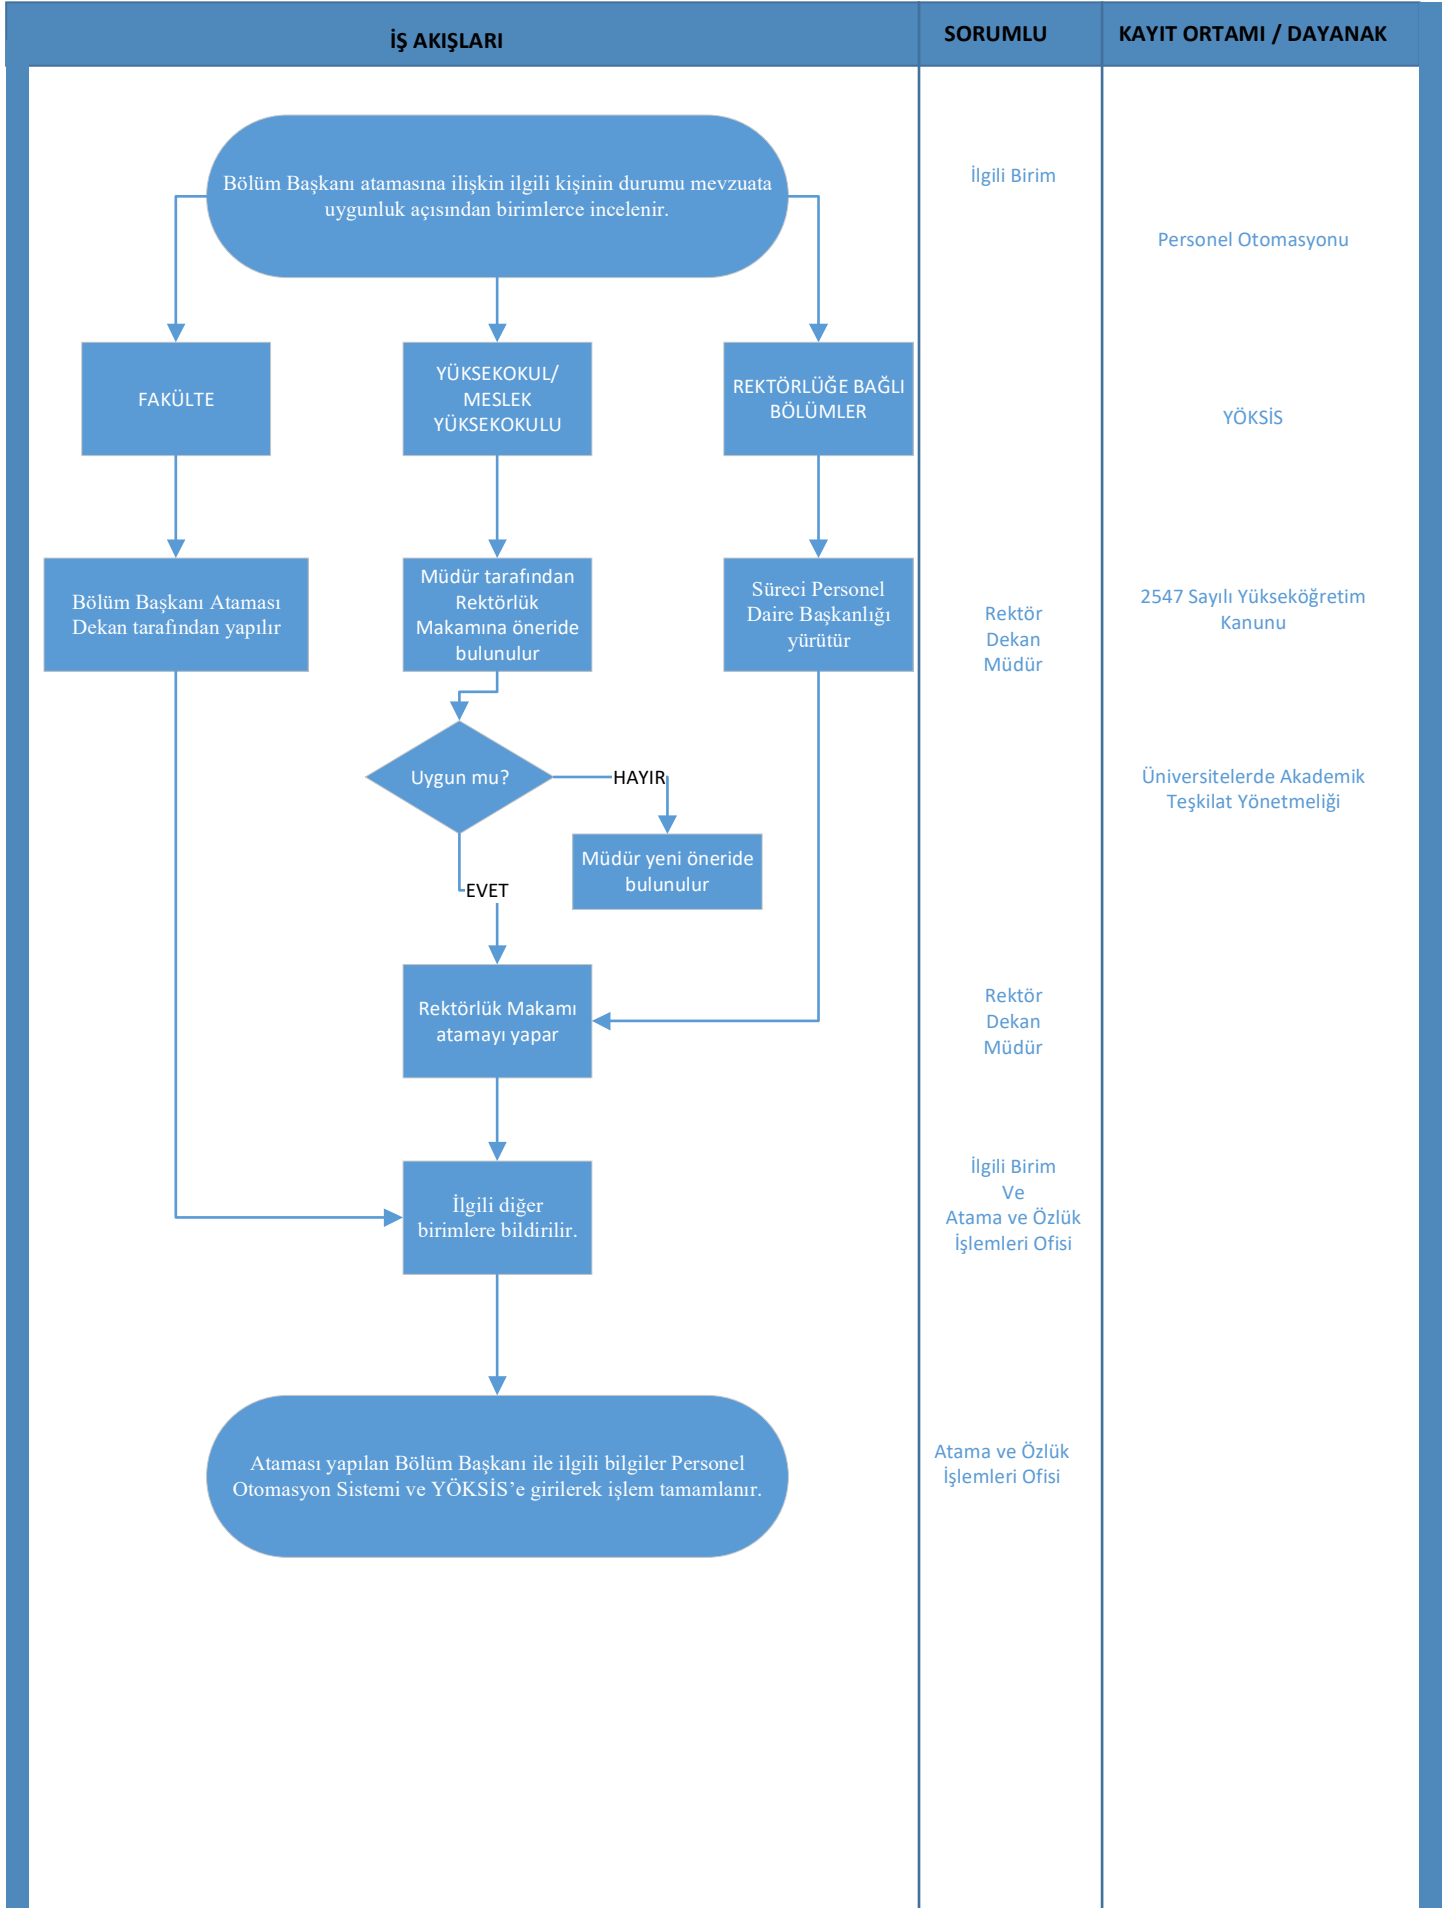 İŞ AKIŞLARI
SORUMLU
KAYIT ORTAMI / DAYANAK
Bölüm Başkanı atamasına ilişkin ilgili kişinin durumu mevzuata
uygunluk açısından birimlerce incelenir.
İlgili Birim
Personel Otomasyonu
FAKÜLTE
YÜKSEKOKUL/
MESLEK
YÜKSEKOKULU
REKTÖRLÜĞE BAĞLI
BÖLÜMLER
YÖKSİS
Bölüm Başkanı Ataması
Dekan tarafından yapılır
Müdür tarafından
Rektörlük
Makamına öneride
bulunulur
Süreci Personel
Daire Başkanlığı
yürütür
Rektör
Dekan
Müdür
2547 Sayılı Yükseköğretim
Kanunu
Uygun mu?
HAYIR
Üniversitelerde Akademik
Teşkilat Yönetmeliği
Müdür yeni öneride
bulunulur
EVET
Rektörlük Makamı
atamayı yapar
Rektör
Dekan
Müdür
İlgili diğer
birimlere bildirilir.
İlgili Birim
Ve
Atama ve Özlük
İşlemleri Ofisi
Ataması yapılan Bölüm Başkanı ile ilgili bilgiler Personel
Otomasyon Sistemi ve YÖKSİS’e girilerek işlem tamamlanır.
Atama ve Özlük
İşlemleri Ofisi